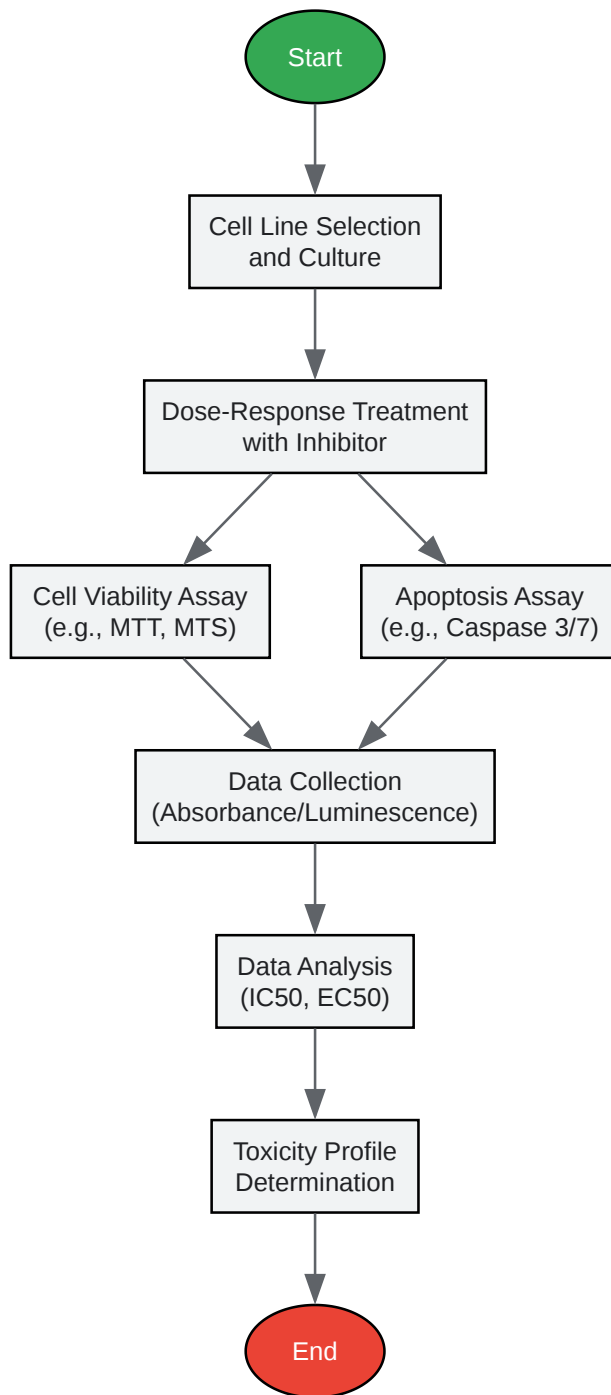 Start
Cell Line Selection
and Culture
Dose-Response Treatment
with Inhibitor
Cell Viability Assay
(e.g., MTT, MTS)
Apoptosis Assay
(e.g., Caspase 3/7)
Data Collection
(Absorbance/Luminescence)
Data Analysis
(IC50, EC50)
Toxicity Profile
Determination
End